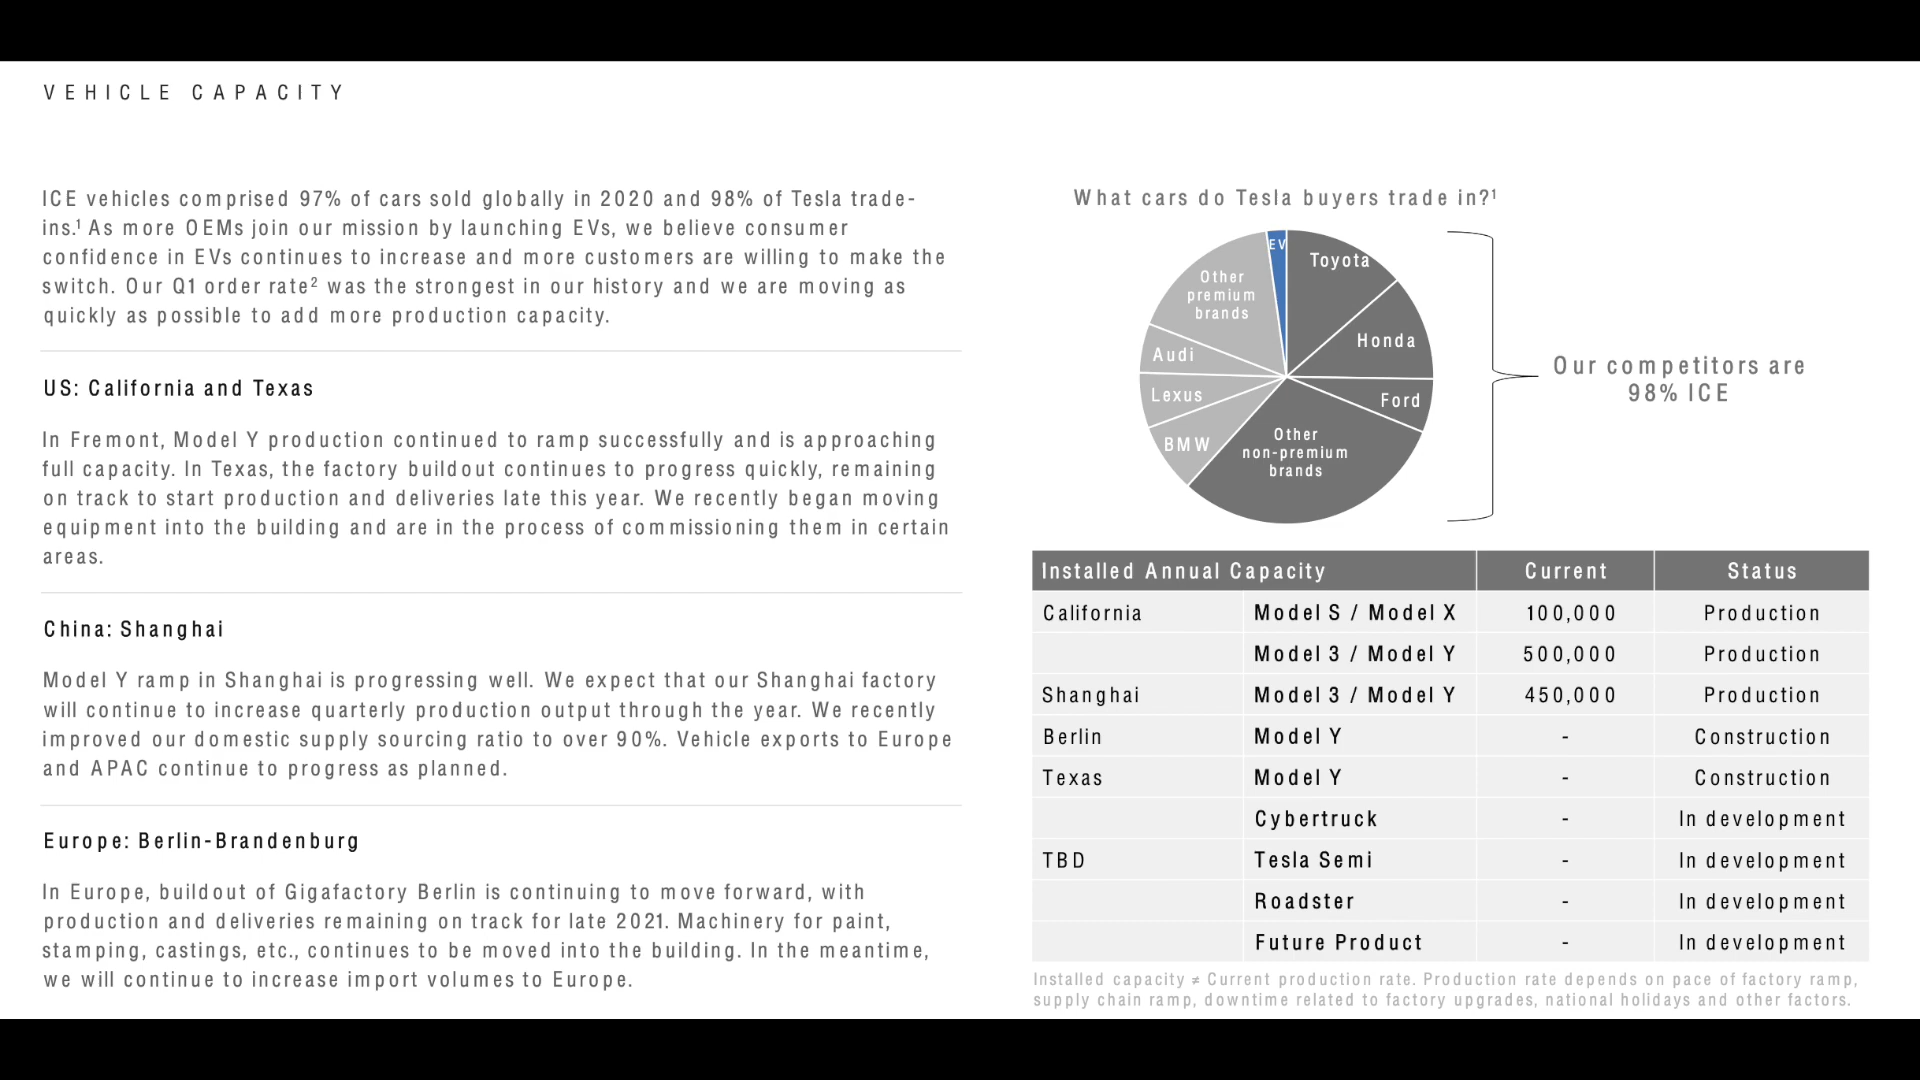 VEHICLE CAPACITY
ICE vehicles comprised 97% of cars sold globally in 2020 and 98% of Tesla trade-
ins.¹ As more OEMs join our mission by launching EVs, we believe consumer
confidence in EVs continues to increase and more customers are willing to make the
switch. Our Q1 order rate² was the strongest in our history and we are moving as
quickly as possible to add more production capacity.
US: California and Texas
In Fremont, Model Y production continued to ramp successfully and is approaching
full capacity. In Texas, the factory buildout continues to progress quickly, remaining
on track to start production and deliveries late this year. We recently began moving
equipment into the building and are in the process of commissioning them in certain
areas.
China: Shanghai
Model Y ramp in Shanghai is progressing well. We expect that our Shanghai factory
will continue to increase quarterly production output through the year. We recently
improved our domestic supply sourcing ratio to over 90%. Vehicle exports to Europe
and APAC continue to progress as planned.
Europe: Berlin-Brandenburg
In Europe, buildout of Gigafactory Berlin is continuing to move forward, with
production and deliveries remaining on track for late 2021. Machinery for paint,
stamping, castings, etc., continues to be moved into the building. In the meantime,
we will continue to increase import volumes to Europe.
What cars do Tesla buyers trade in?¹
EV
Toyota
Honda
Ford
Other
non-premium
brands
BMW
Lexus
Audi
Other
premium
brands
Our competitors are
98% ICE
Installed Annual Capacity Current Status
California Model S / Model X 100,000 Production
Model 3 / Model Y 500,000 Production
Shanghai Model 3 / Model Y 450,000 Production
Berlin Model Y - Construction
Texas Model Y - Construction
Cybertruck - In development
TBD Tesla Semi - In development
Roadster - In development
Future Product - In development
Installed capacity ≠ Current production rate. Production rate depends on pace of factory ramp,
supply chain ramp, downtime related to factory upgrades, national holidays and other factors.